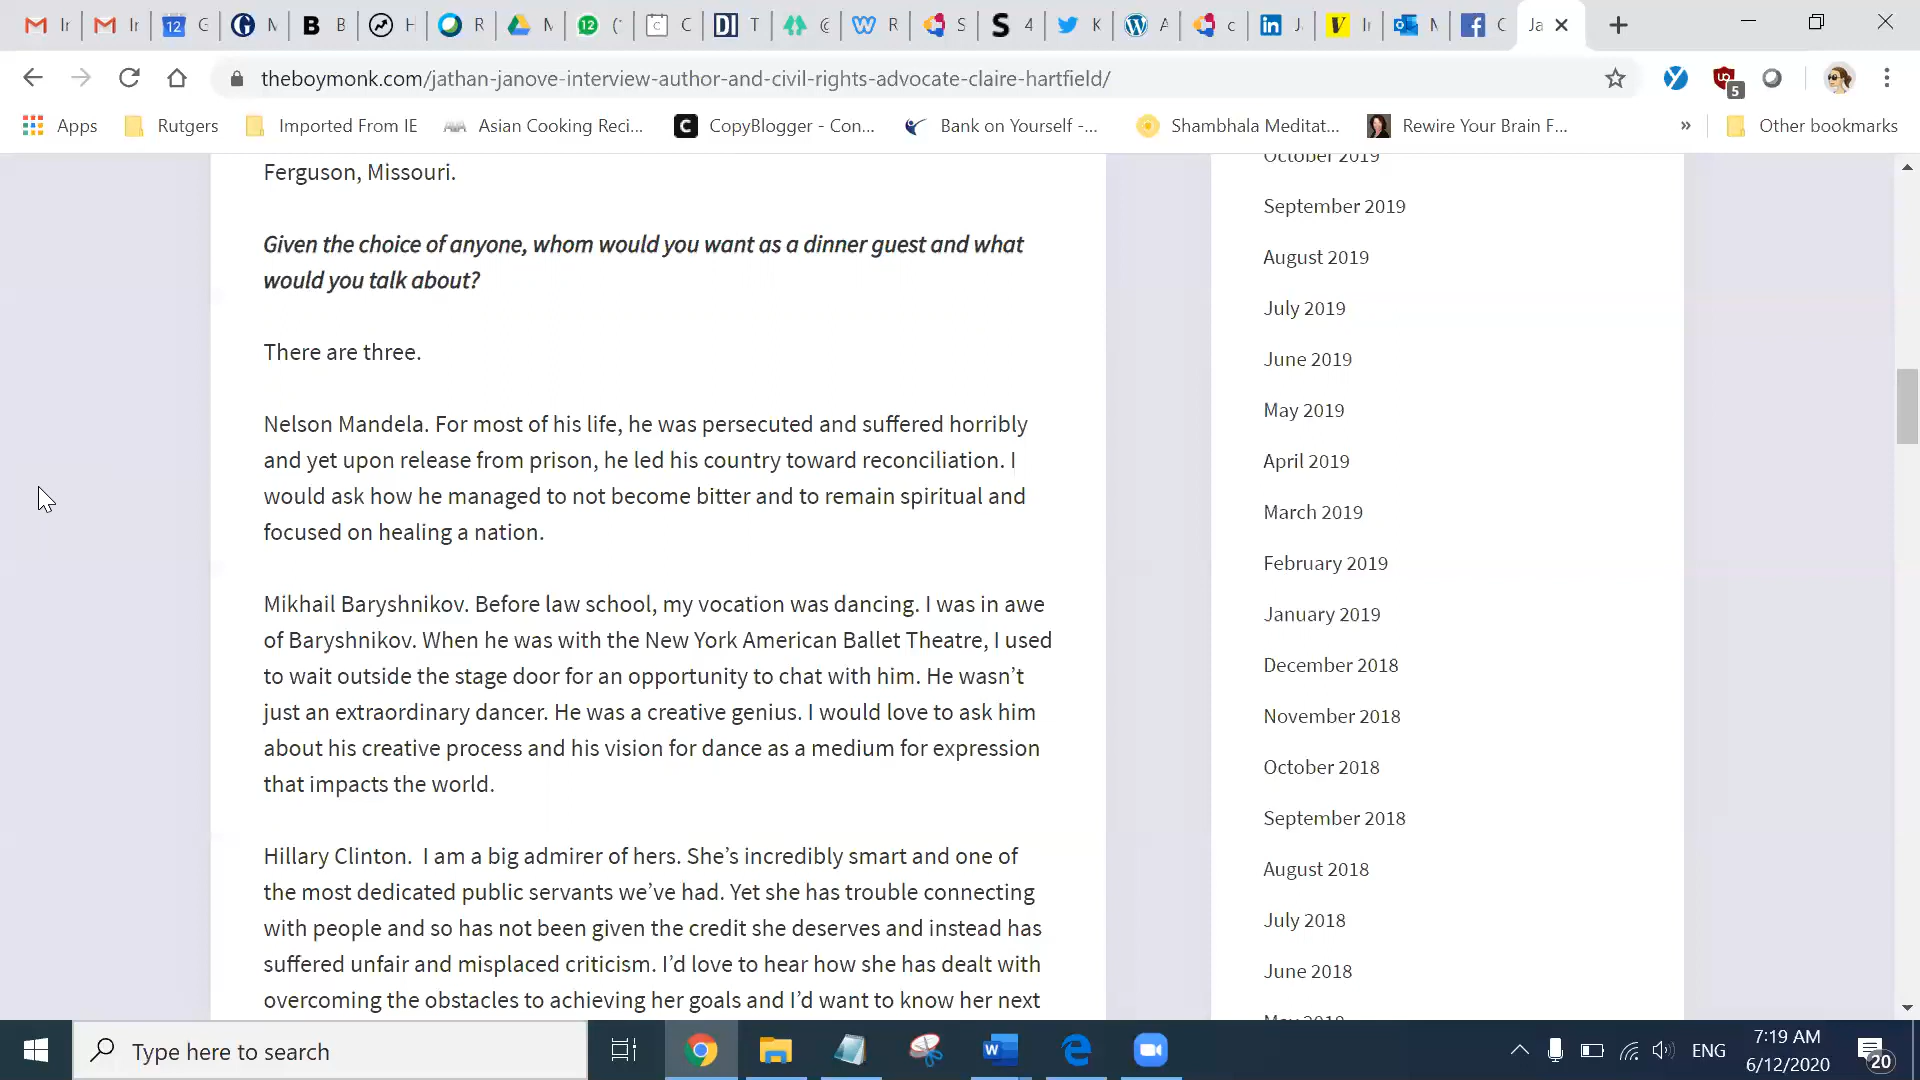 Ir
Ir
12
G
M
B
B
H
R
M
12
(
C
DJ
T
@
R
S
S
4
K
A
c
in
J
V
Ir
M
C
Ja
theboymonk.com/jathan-janove-interview-author-and-civil-rights-advocate-claire-hartfield/
5
Apps
Rutgers
Imported From IE
Asian Cooking Reci...
C
CopyBlogger - Con...
Bank on Yourself -...
Shambhala Meditat...
Rewire Your Brain F...
»
Other bookmarks
Ferguson, Missouri.
Given the choice of anyone, whom would you want as a dinner guest and what
would you talk about?
There are three.
Nelson Mandela. For most of his life, he was persecuted and suffered horribly
and yet upon release from prison, he led his country toward reconciliation. I
would ask how he managed to not become bitter and to remain spiritual and
focused on healing a nation.
Mikhail Baryshnikov. Before law school, my vocation was dancing. I was in awe
of Baryshnikov. When he was with the New York American Ballet Theatre, I used
to wait outside the stage door for an opportunity to chat with him. He wasn’t
just an extraordinary dancer. He was a creative genius. I would love to ask him
about his creative process and his vision for dance as a medium for expression
that impacts the world.
Hillary Clinton.  I am a big admirer of hers. She’s incredibly smart and one of
the most dedicated public servants we’ve had. Yet she has trouble connecting
with people and so has not been given the credit she deserves and instead has
suffered unfair and misplaced criticism. I’d love to hear how she has dealt with
overcoming the obstacles to achieving her goals and I’d want to know her next
October 2019
September 2019
August 2019
July 2019
June 2019
May 2019
April 2019
March 2019
February 2019
January 2019
December 2018
November 2018
October 2018
September 2018
August 2018
July 2018
June 2018
May 2018
Type here to search
W
ENG
7:19 AM
6/12/2020
20